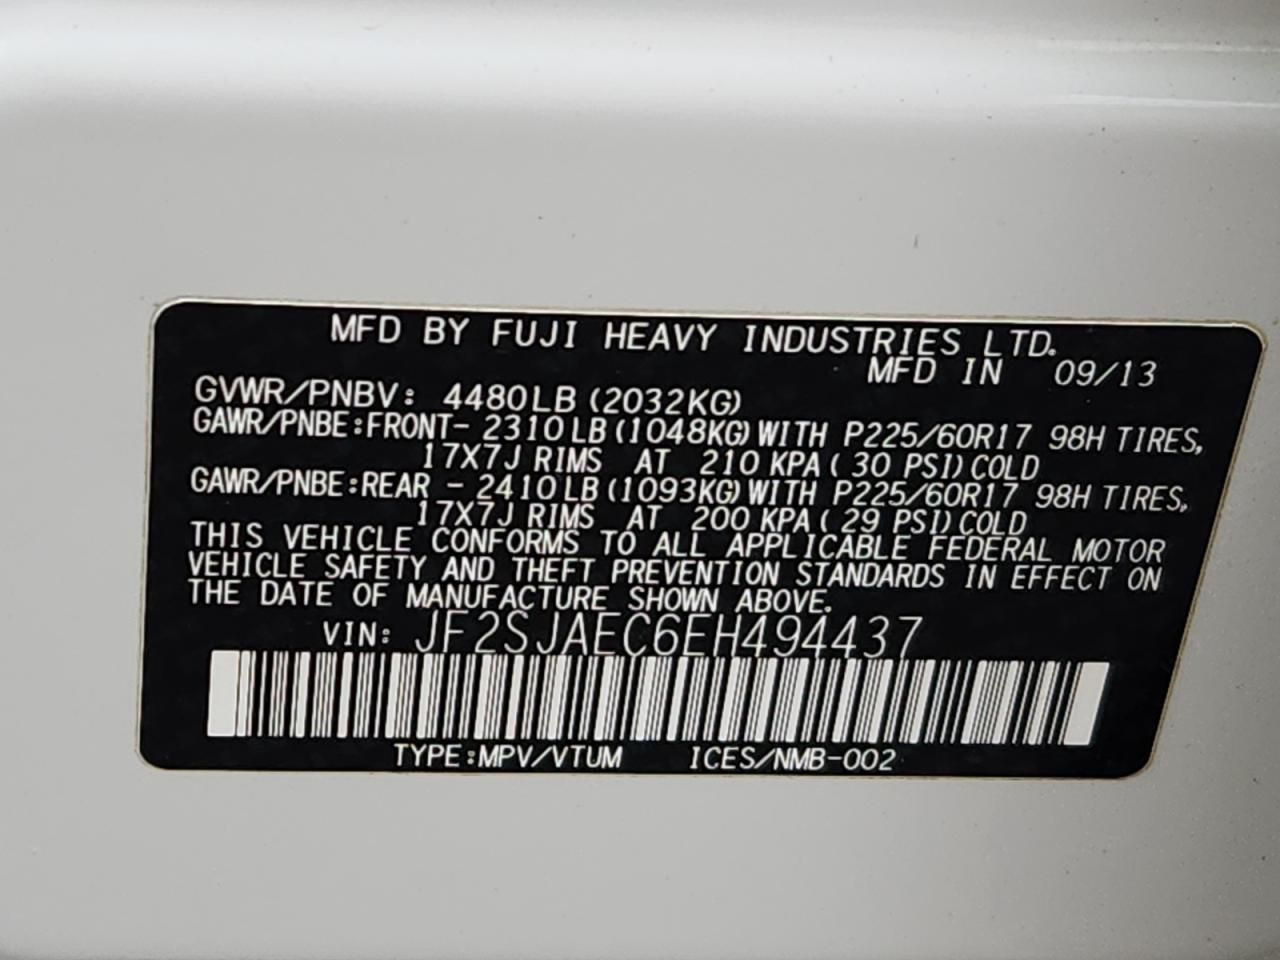 MFD BY FUJI HEAVY INDUSTRIES LTD.
MFD IN 09/13
GVWR/PNBV: 4480LB (2032KG)
GAWR/PNBE:FRONT- 2310LB(1048KG)WITH P225/60R17 98H TIRES,
17X7J RIMS AT 210 KPA( 30 PSI)COLD
GAWR/PNBE:REAR - 2410LB(1093KG)WITH P225/60R17 98H TIRES,
17X7J RIMS AT 200 KPA( 29 PSI)COLD
THIS VEHICLE CONFORMS TO ALL APPLICABLE FEDERAL MOTOR
VEHICLE SAFETY AND THEFT PREVENTION STANDARDS IN EFFECT ON
THE DATE OF MANUFACTURE SHOWN ABOVE.
VIN: JF2SJAEC6EH494437
TYPE:MPV/VTUM ICES/NMB-002